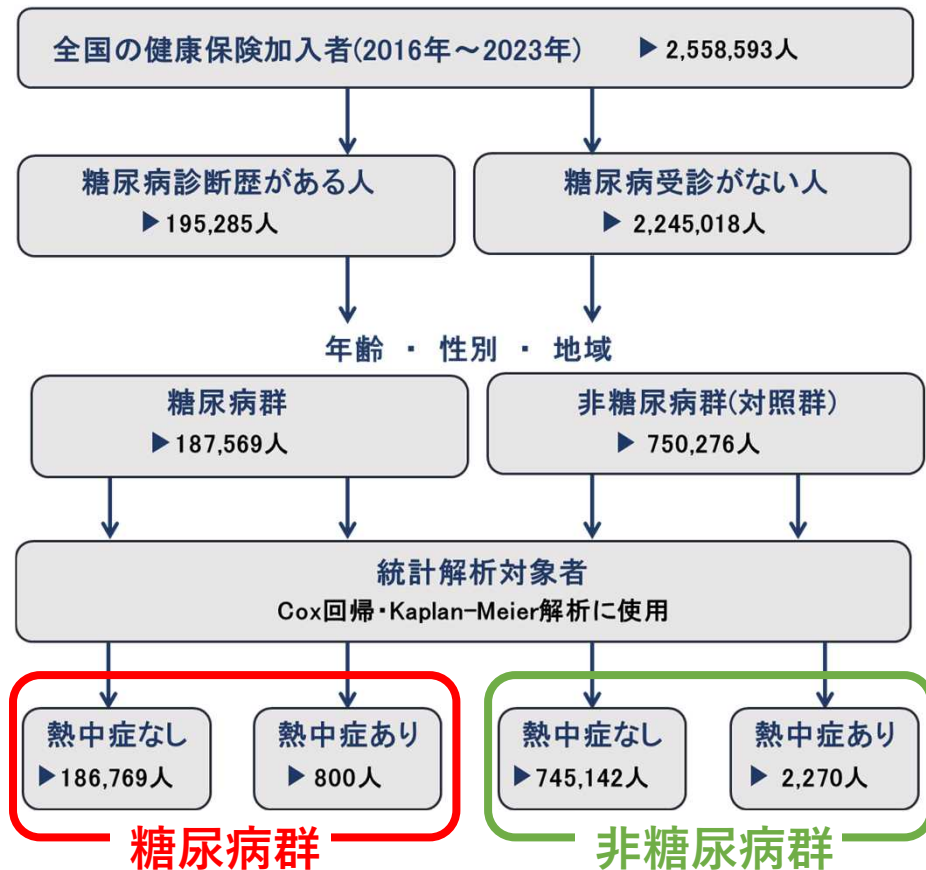 全国の健康保険加入者(2016年～2023年) ▶ 2,558,593人
糖尿病診断歴がある人
▶ 195,285人
糖尿病受診がない人
▶ 2,245,018人
年齢 ・ 性別 ・ 地域
糖尿病群
▶ 187,569人
非糖尿病群(対照群)
▶ 750,276人
統計解析対象者
Cox回帰・Kaplan-Meier解析に使用
熱中症なし
▶ 186,769人
熱中症あり
▶ 800人
熱中症なし
▶ 745,142人
熱中症あり
▶ 2,270人
糖尿病群
非糖尿病群